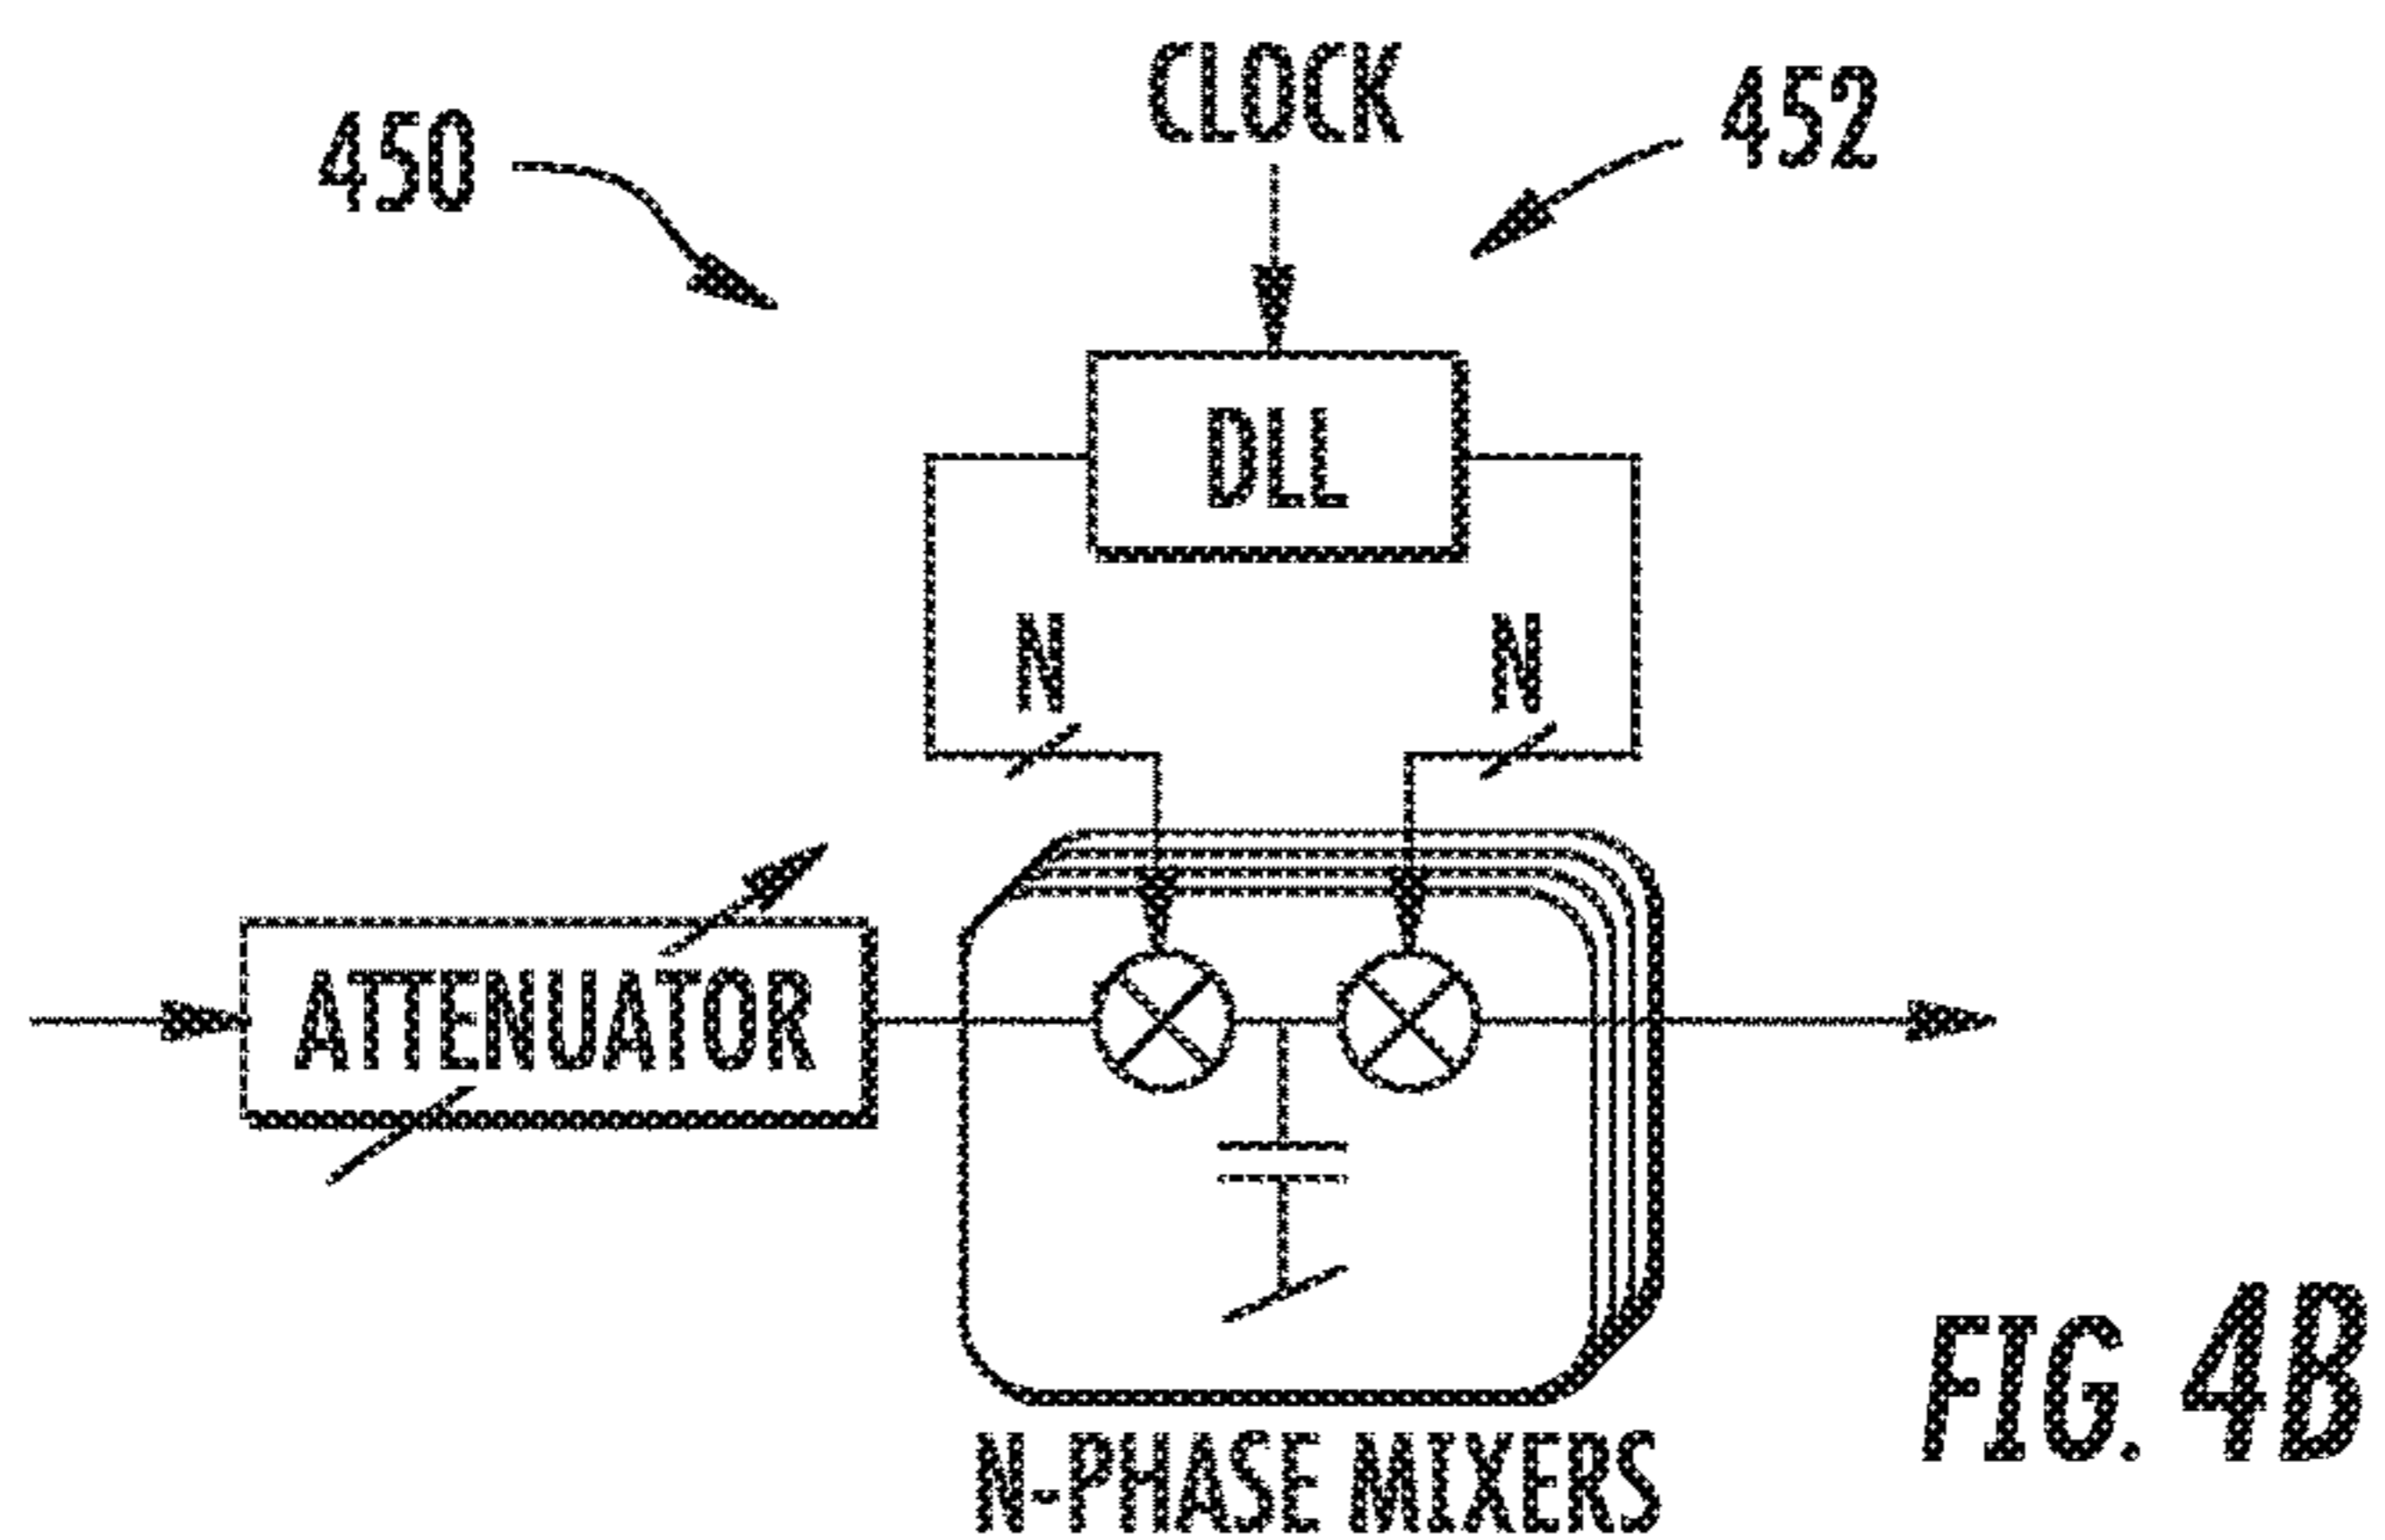 450
CLOCK
452
DLL
N
N
ATTENUATOR
N-PHASE MIXERS
FIG. 4B